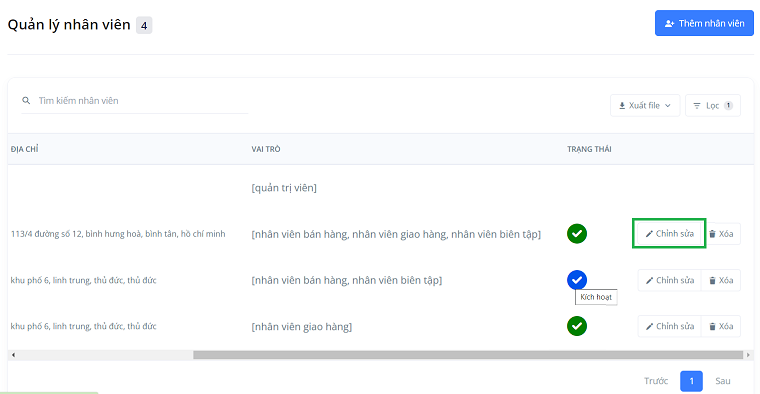 Quản lý nhân viên 4
Thêm nhân viên
Tìm kiếm nhân viên
Xuất file
Lọc 1
ĐỊA CHỈ VAI TRÒ TRẠNG THÁI
[quản trị viên]
113/4 đường số 12, bình hưng hoà, bình tân, hồ chí minh [nhân viên bán hàng, nhân viên giao hàng, nhân viên biên tập] Chỉnh sửa Xóa
khu phố 6, linh trung, thủ đức, thủ đức [nhân viên bán hàng, nhân viên biên tập] Chỉnh sửa Xóa
Kích hoạt
khu phố 6, linh trung, thủ đức, thủ đức [nhân viên giao hàng] Chỉnh sửa Xóa
Trước 1 Sau